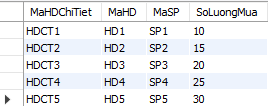 MaHDChiTiet MaHD MaSP SoLuongMua
HDCT1 HD1 SP1 10
HDCT2 HD2 SP2 15
HDCT3 HD3 SP3 20
HDCT4 HD4 SP4 25
HDCT5 HD5 SP5 30